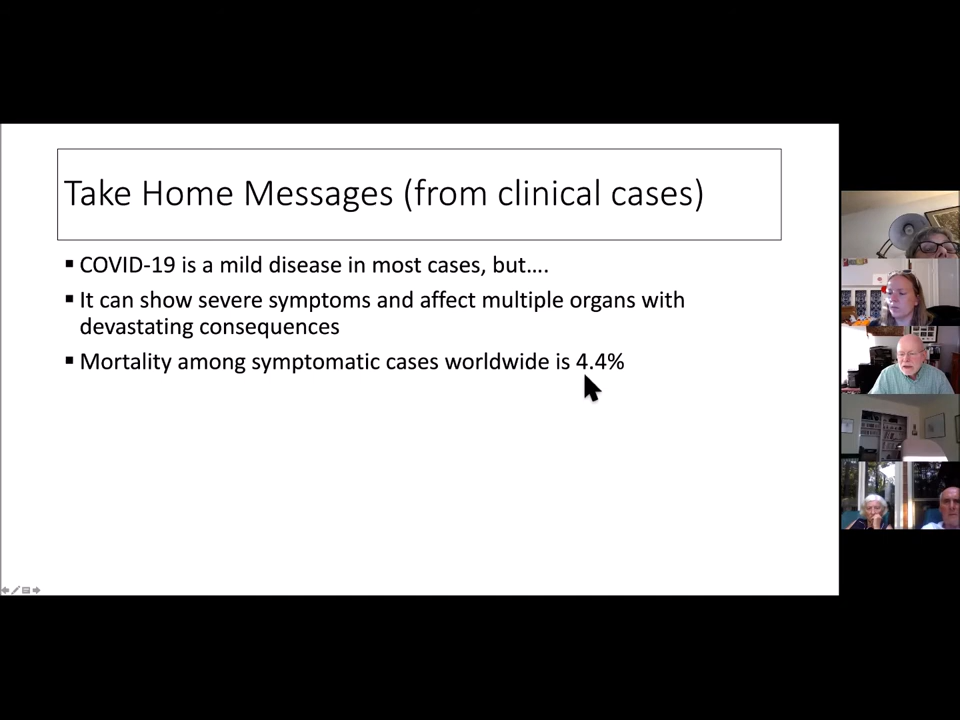 Take Home Messages (from clinical cases)
▪ COVID-19 is a mild disease in most cases, but....
▪ It can show severe symptoms and affect multiple organs with
devastating consequences
▪ Mortality among symptomatic cases worldwide is 4.4%